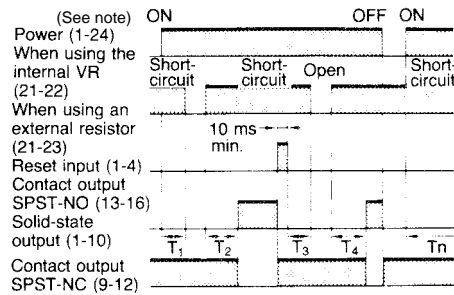 (See note) ON OFF ON
Power (1-24)
When using the
internal VR
(21-22)
Short-
circuit
Short-
circuit
Open
Short-
circuit
When using an
external resistor
(21-23)
10 ms
min.
Reset input (1-4)
Contact output
SPST-NO (13-16)
Solid-state
output (1-10)
T1 T2 T3 T4 Tn
Contact output
SPST-NC (9-12)